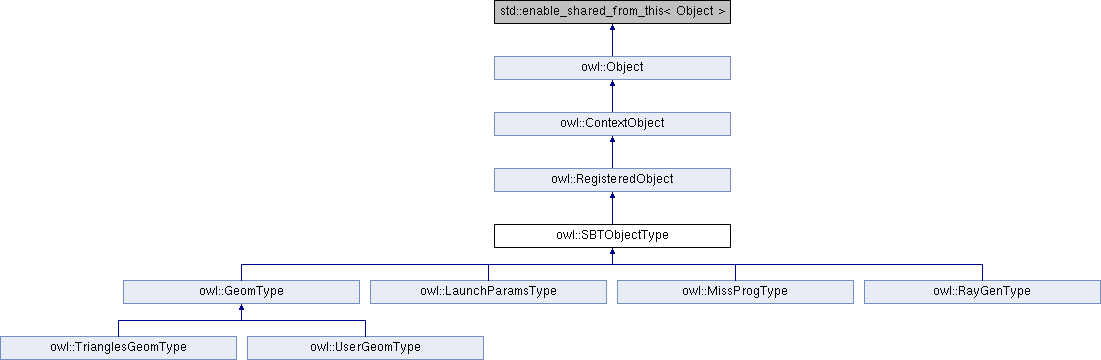 std::enable_shared_from_this< Object >
owl::Object
owl::ContextObject
owl::RegisteredObject
owl::SBTObjectType
owl::GeomType
owl::LaunchParamsType
owl::MissProgType
owl::RayGenType
owl::TrianglesGeomType
owl::UserGeomType